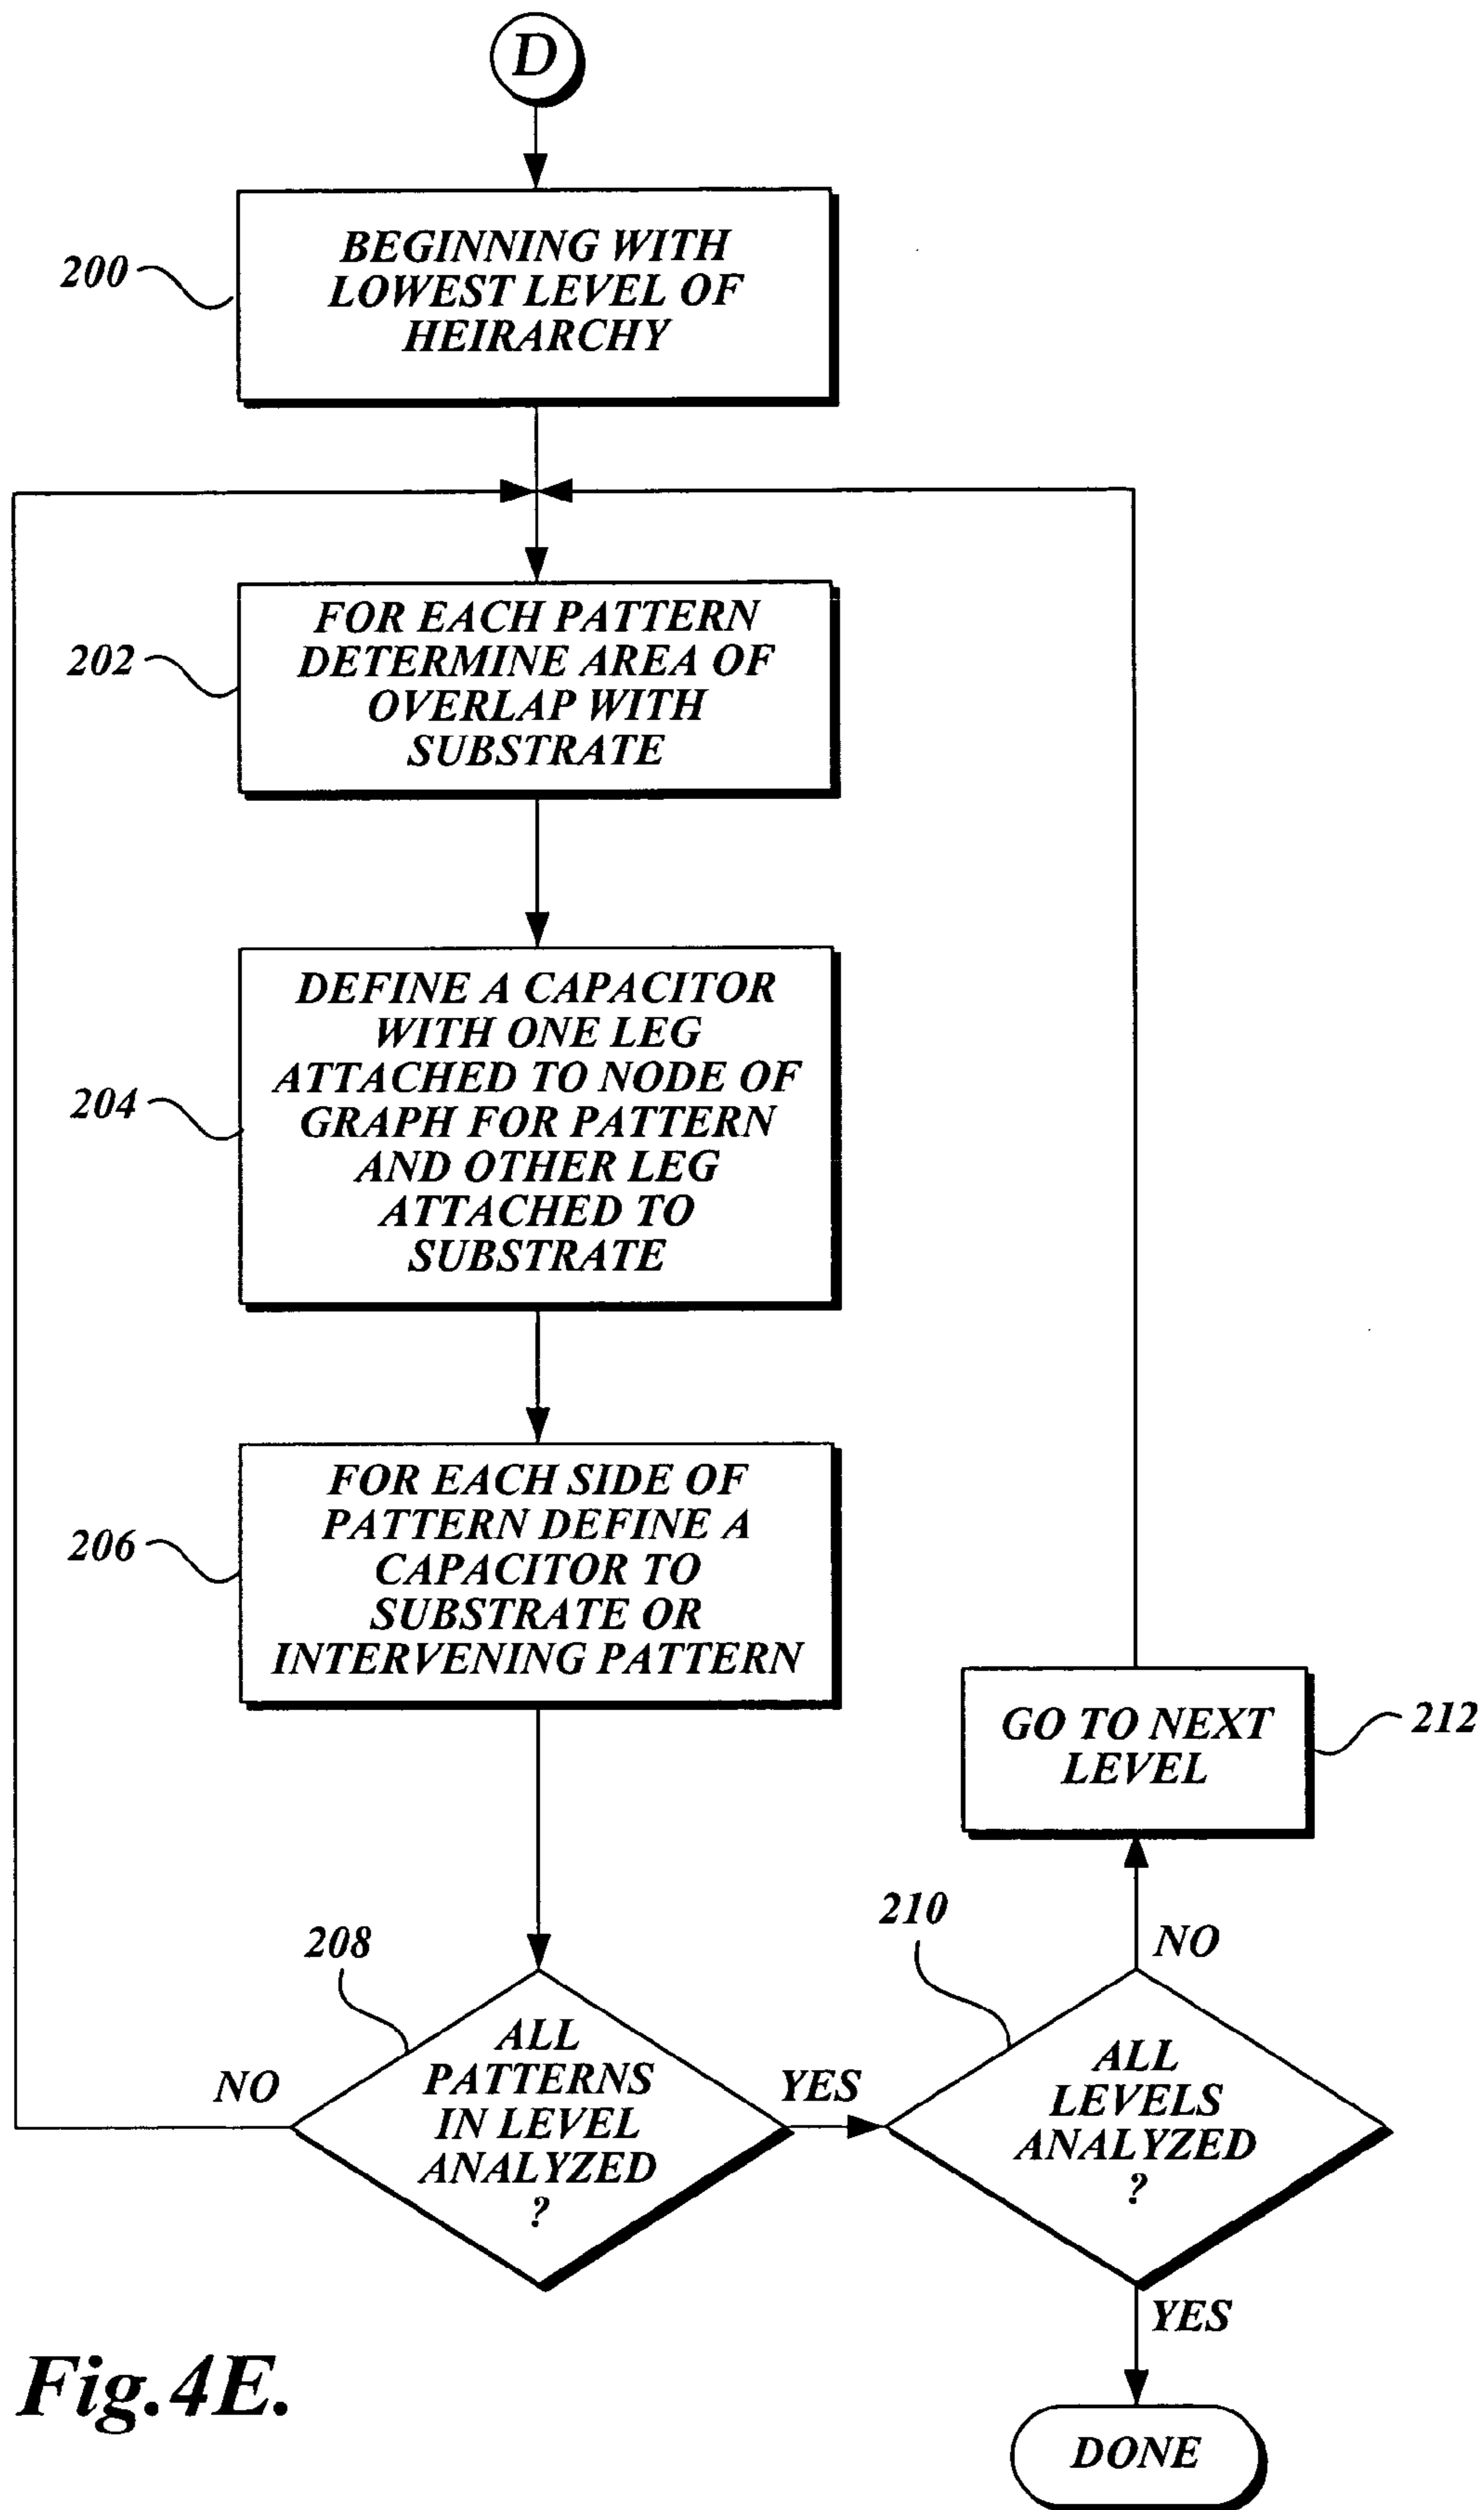 D
BEGINNING WITH
LOWEST LEVEL OF
HEIRARCHY
200
FOR EACH PATTERN
DETERMINE AREA OF
OVERLAP WITH
SUBSTRATE
202
DEFINE A CAPACITOR
WITH ONE LEG
ATTACHED TO NODE OF
GRAPH FOR PATTERN
AND OTHER LEG
ATTACHED TO
SUBSTRATE
204
FOR EACH SIDE OF
PATTERN DEFINE A
CAPACITOR TO
SUBSTRATE OR
INTERVENING PATTERN
206
GO TO NEXT
LEVEL
212
208
ALL
PATTERNS
IN LEVEL
ANALYZED
?
NO
YES
210
NO
ALL
LEVELS
ANALYZED
?
YES
DONE
Fig.4E.